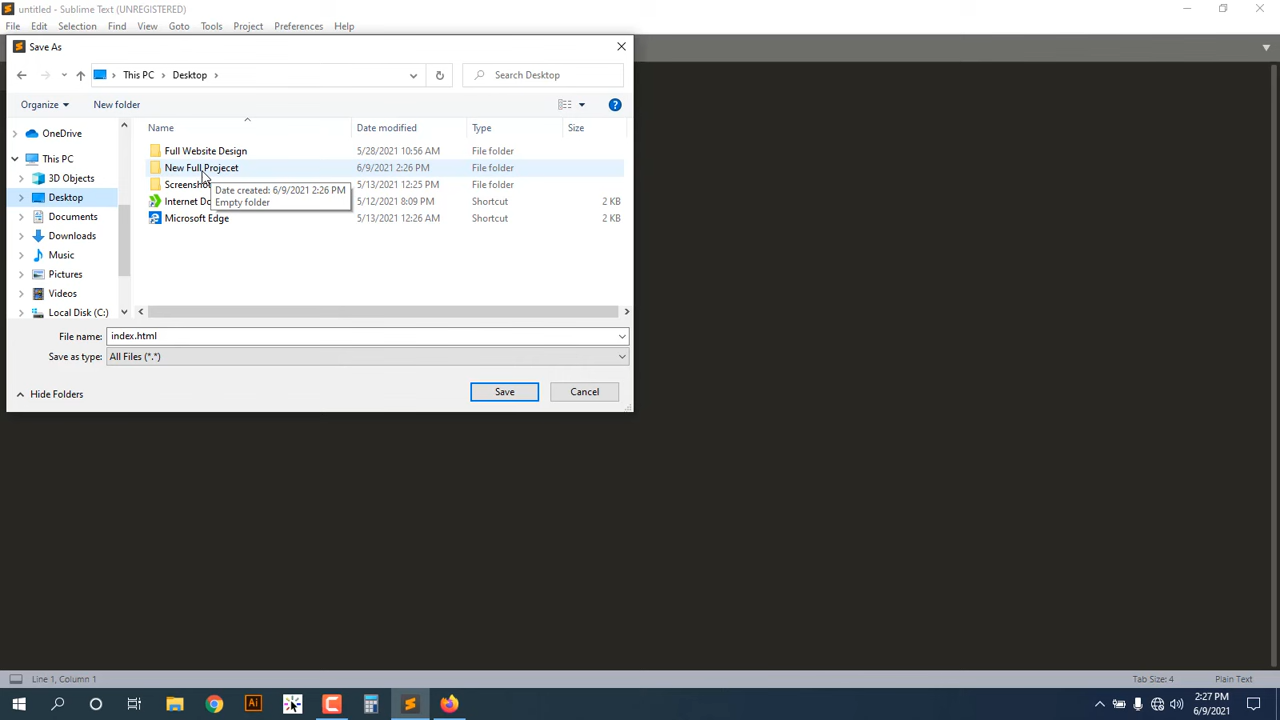 untitled - Sublime Text (UNREGISTERED)
File Edit Selection Find View Goto Tools Project Preferences Help
Save As
This PC Desktop Search Desktop
Organize New folder
Name Date modified Type Size
OneDrive
This PC
3D Objects
Desktop
Documents
Downloads
Music
Pictures
Videos
Local Disk (C:)
Full Website Design 5/28/2021 10:56 AM File folder
New Full Projecet 6/9/2021 2:26 PM File folder
Screensho 5/13/2021 12:25 PM File folder
Internet Do 5/12/2021 8:09 PM Shortcut 2 KB
Microsoft Edge 5/13/2021 12:26 AM Shortcut 2 KB
Date created: 6/9/2021 2:26 PM
Empty folder
File name: index.html
Save as type: All Files (*.*)
Hide Folders Save Cancel
Line 1, Column 1 Tab Size: 4 Plain Text
Ai
2:27 PM
6/9/2021